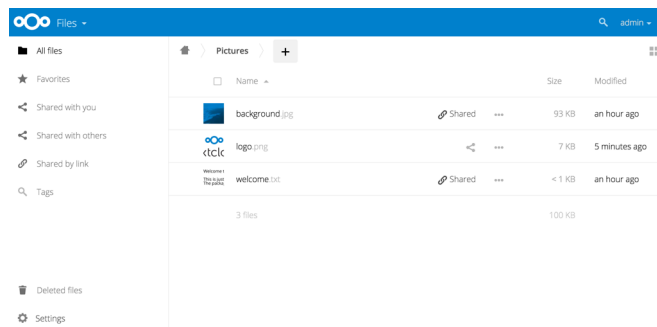 Files
admin
All files
Favorites
Shared with you
Shared with others
Shared by link
Tags
Deleted files
Settings
Pictures
+
Name
Size
Modified
background.jpg
Shared
93 KB
an hour ago
logo.png
7 KB
5 minutes ago
welcome.txt
Shared
< 1 KB
an hour ago
3 files
100 KB